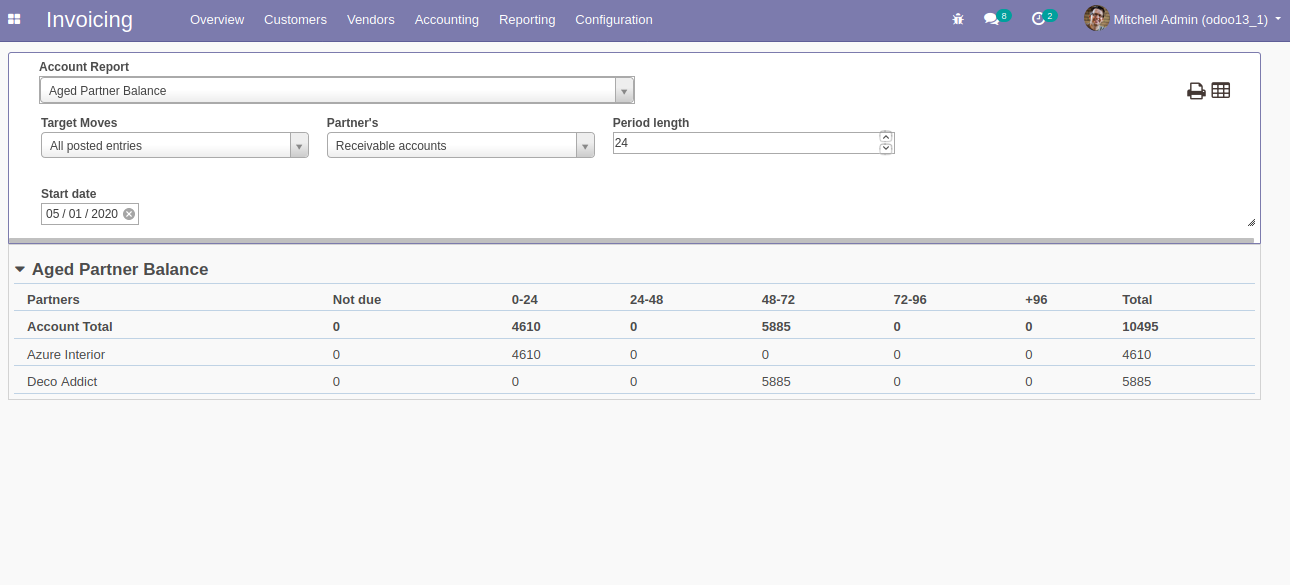 Invoicing Overview Customers Vendors Accounting Reporting Configuration 8 2 Mitchell Admin (odoo13_1)
Account Report
Aged Partner Balance
Target Moves Partner's Period length
All posted entries Receivable accounts 24
Start date
05 / 01 / 2020
Aged Partner Balance
Partners Not due 0-24 24-48 48-72 72-96 +96 Total
Account Total 0 4610 0 5885 0 0 10495
Azure Interior 0 4610 0 0 0 0 4610
Deco Addict 0 0 0 5885 0 0 5885